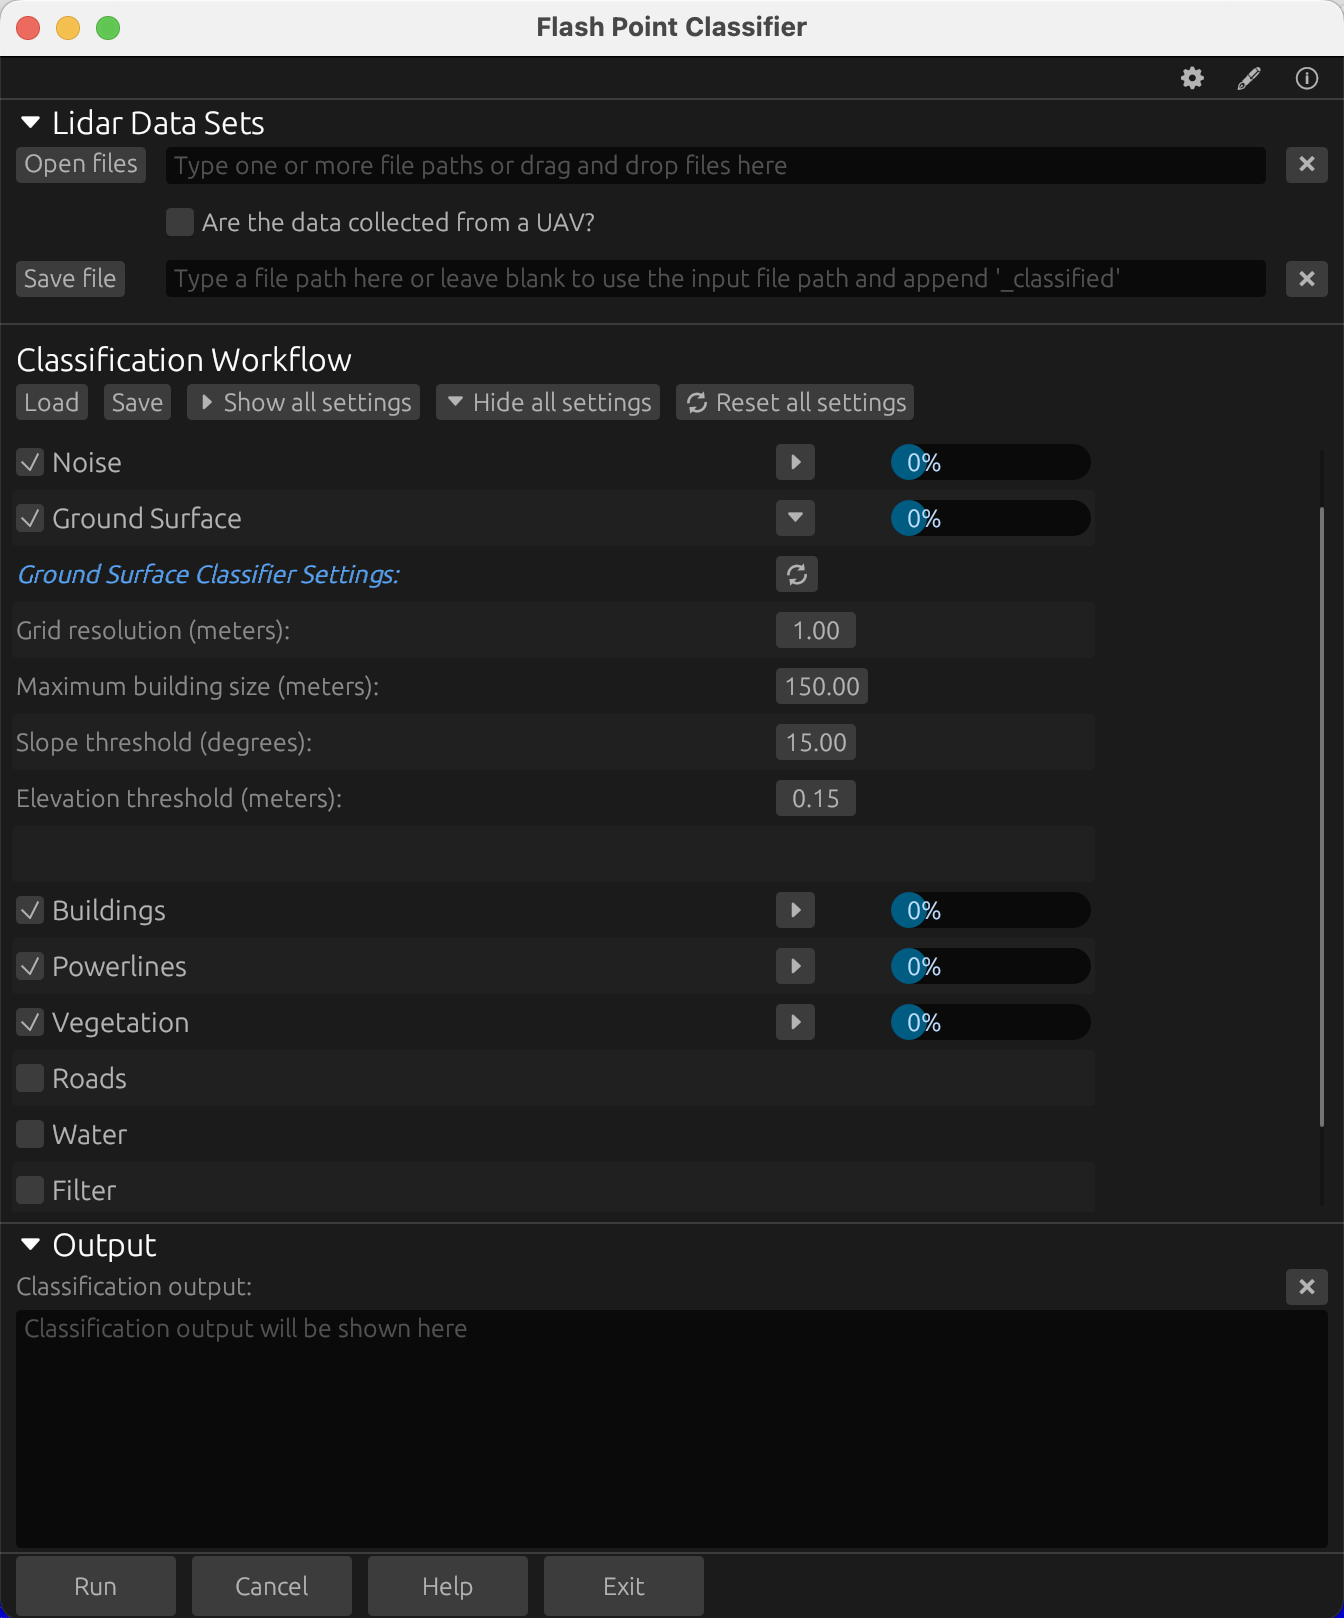 Flash Point Classifier
Lidar Data Sets
Open files Type one or more file paths or drag and drop files here
Are the data collected from a UAV?
Save file Type a file path here or leave blank to use the input file path and append '_classified'
Classification Workflow
Load Save Show all settings Hide all settings Reset all settings
Noise 0%
Ground Surface 0%
Ground Surface Classifier Settings:
Grid resolution (meters): 1.00
Maximum building size (meters): 150.00
Slope threshold (degrees): 15.00
Elevation threshold (meters): 0.15
Buildings 0%
Powerlines 0%
Vegetation 0%
Roads
Water
Filter
Output
Classification output:
Classification output will be shown here
Run Cancel Help Exit